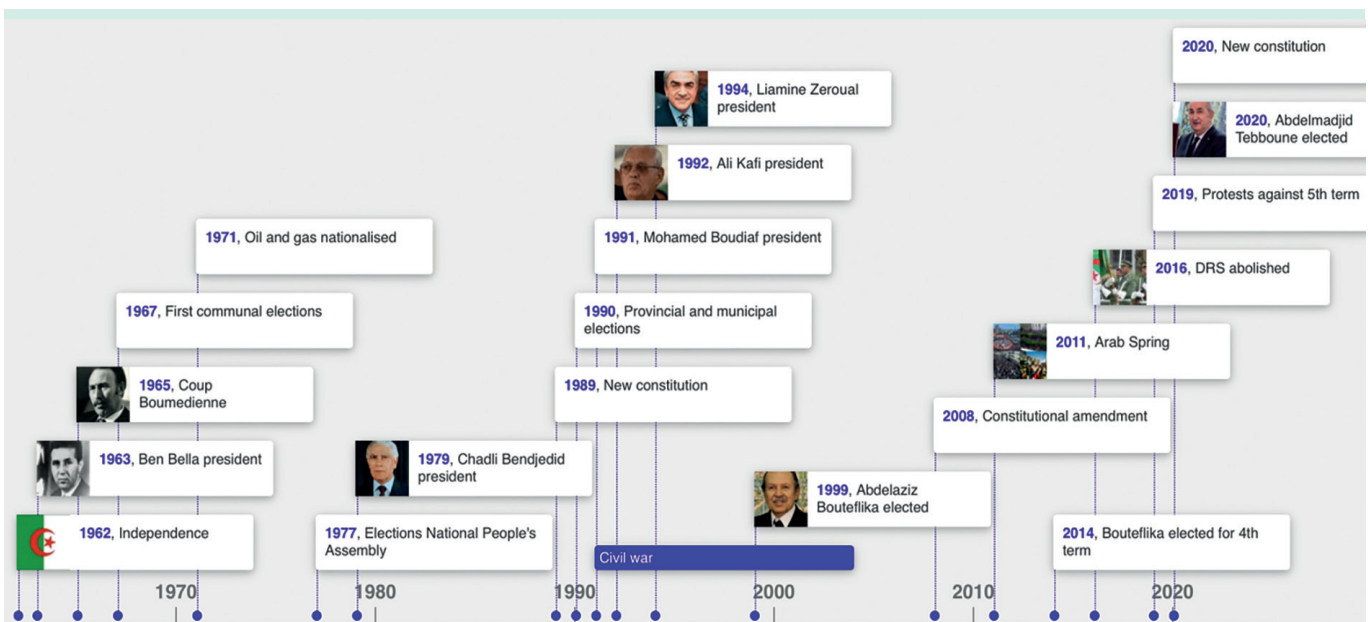 2020, New constitution
1994, Liamine Zeroual
president
2020, Abdelmadjid
Tebboune elected
1992, Ali Kafi president
2019, Protests against 5th term
1971, Oil and gas nationalised
1991, Mohamed Boudiaf president
2016, DRS abolished
1967, First communal elections
1990, Provincial and municipal
elections
2011, Arab Spring
1965, Coup
Boumedienne
1989, New constitution
2008, Constitutional amendment
1963, Ben Bella president
1979, Chadli Bendjedid
president
1999, Abdelaziz
Bouteflika elected
1962, Independence
1977, Elections National People's
Assembly
Civil war
2014, Bouteflika elected for 4th
term
1970
1980
1990
2000
2010
2020